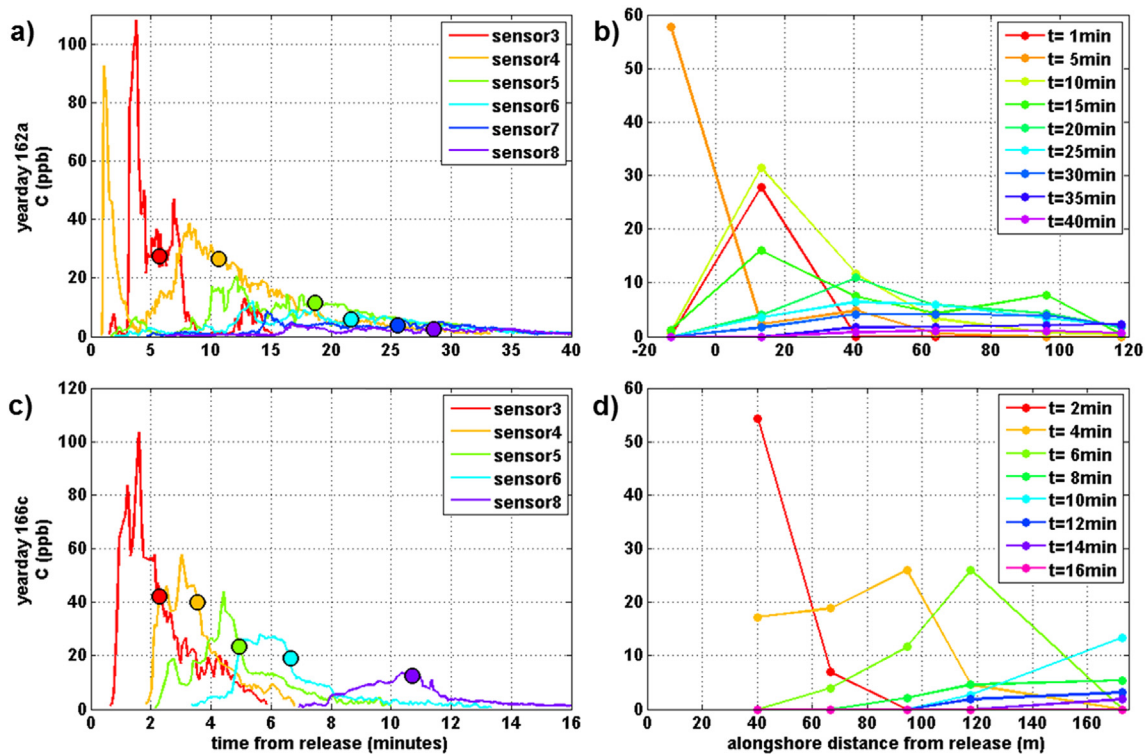 a)
yearday 162a
C (ppb)
100
80
60
40
20
0
0 5 10 15 20 25 30 35 40
sensor3
sensor4
sensor5
sensor6
sensor7
sensor8
b)
60
50
40
30
20
10
0
-20 0 20 40 60 80 100 120
t= 1min
t= 5min
t=10min
t=15min
t=20min
t=25min
t=30min
t=35min
t=40min
c)
yearday 166c
C (ppb)
120
100
80
60
40
20
0
0 2 4 6 8 10 12 14 16
time from release (minutes)
sensor3
sensor4
sensor5
sensor6
sensor8
d)
60
50
40
30
20
10
0
0 20 40 60 80 100 120 140 160
alongshore distance from release (m)
t= 2min
t= 4min
t= 6min
t= 8min
t=10min
t=12min
t=14min
t=16min